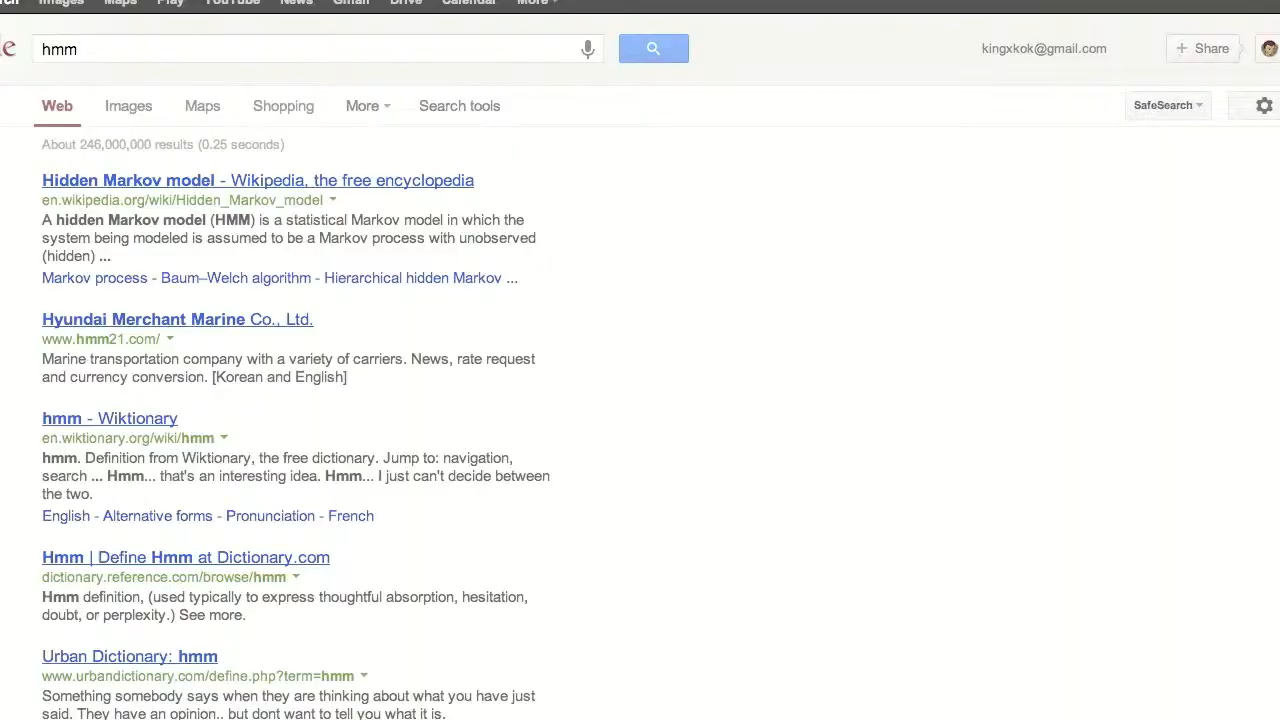 Images Maps Play YouTube News Gmail Drive Calendar More
hmm
kingxkok@gmail.com
+ Share
Web Images Maps Shopping More Search tools
SafeSearch
About 246,000,000 results (0.25 seconds)
Hidden Markov model - Wikipedia, the free encyclopedia
en.wikipedia.org/wiki/Hidden_Markov_model
A hidden Markov model (HMM) is a statistical Markov model in which the
system being modeled is assumed to be a Markov process with unobserved
(hidden) ...
Markov process - Baum–Welch algorithm - Hierarchical hidden Markov ...
Hyundai Merchant Marine Co., Ltd.
www.hmm21.com/
Marine transportation company with a variety of carriers. News, rate request
and currency conversion. [Korean and English]
hmm - Wiktionary
en.wiktionary.org/wiki/hmm
hmm. Definition from Wiktionary, the free dictionary. Jump to: navigation,
search ... Hmm... that's an interesting idea. Hmm... I just can't decide between
the two.
English - Alternative forms - Pronunciation - French
Hmm | Define Hmm at Dictionary.com
dictionary.reference.com/browse/hmm
Hmm definition, (used typically to express thoughtful absorption, hesitation,
doubt, or perplexity.) See more.
Urban Dictionary: hmm
www.urbandictionary.com/define.php?term=hmm
Something somebody says when they are thinking about what you have just
said. They have an opinion.. but dont want to tell you what it is.